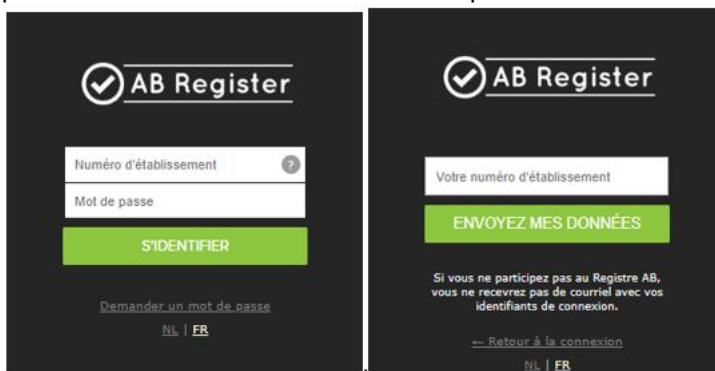 AB Register
Numéro d'établissement ?
Mot de passe
S'IDENTIFIER
Demander un mot de passe
NL | FR
AB Register
Votre numéro d'établissement
ENVOYEZ MES DONNÉES
Si vous ne participez pas au Registre AB,
vous ne recevrez pas de courriel avec vos
identifiants de connexion.
← Retour à la connexion
NL | FR